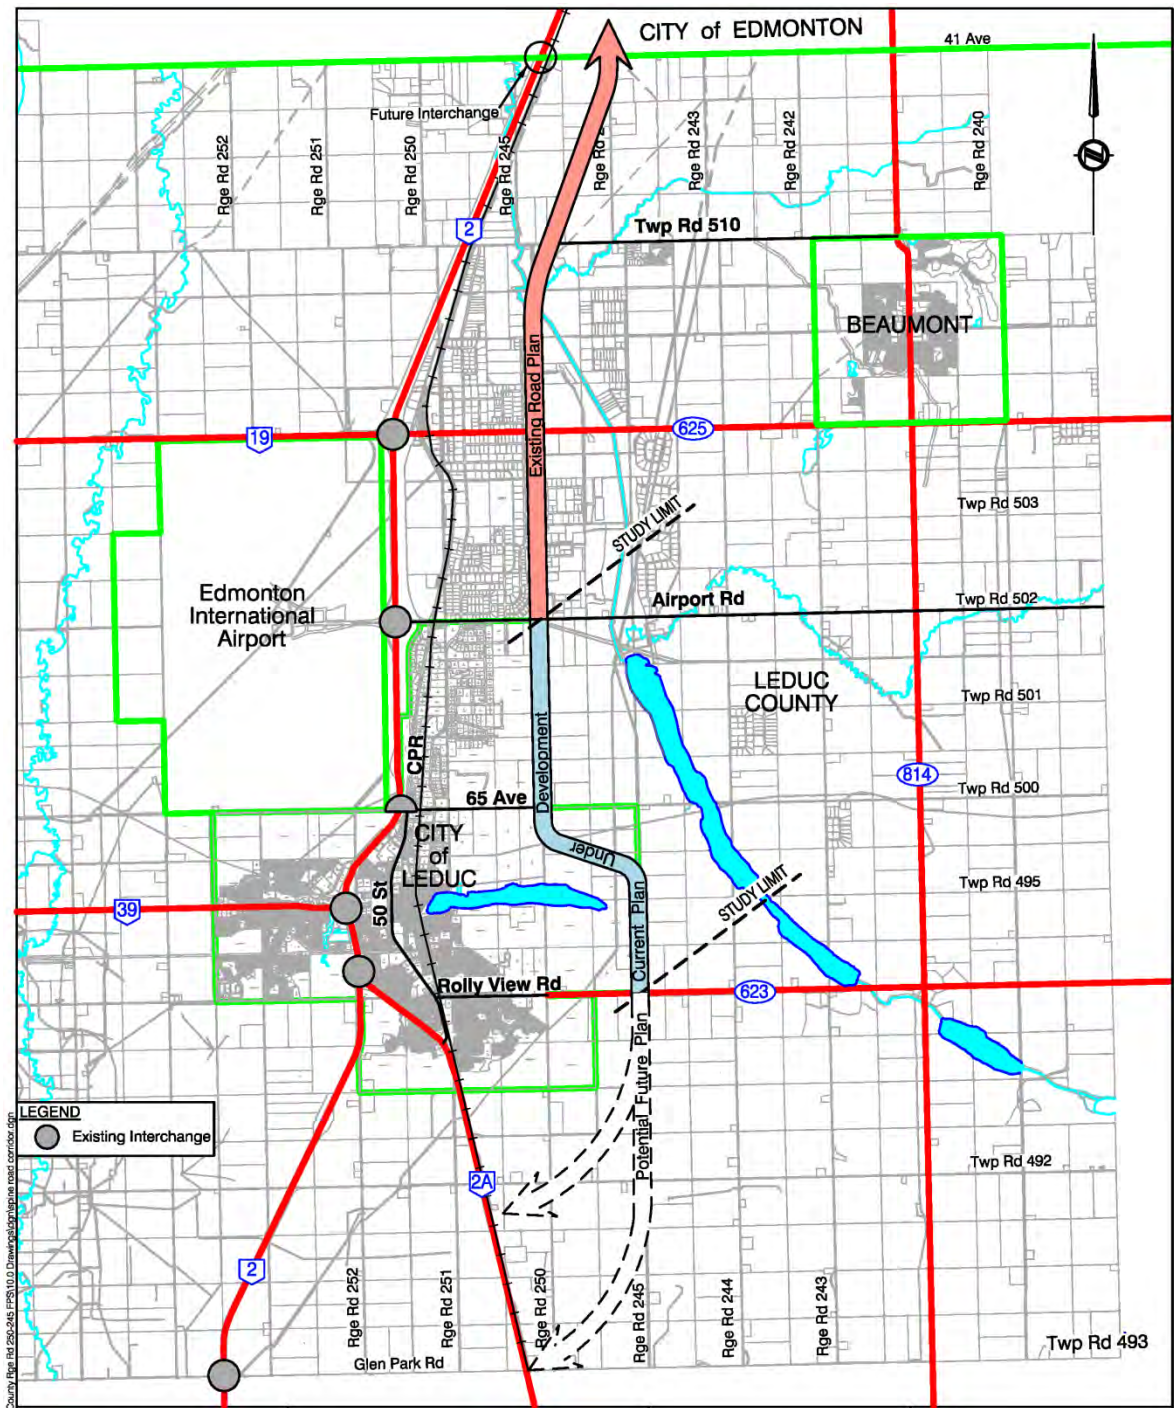 CITY of EDMONTON
41 Ave
Future Interchange
Rge Rd 252
Rge Rd 251
Rge Rd 250
Rge Rd 245
Rge Rd 2
Rge Rd 243
Rge Rd 242
Rge Rd 240
2
Twp Rd 510
BEAUMONT
Existing Road Plan
19
625
Twp Rd 503
STUDY LIMIT
Edmonton
International
Airport
Airport Rd
Twp Rd 502
LEDUC
COUNTY
Twp Rd 501
CPR
Development
814
65 Ave
Twp Rd 500
CITY
of
LEDUC
Under
50 St
Current Plan
STUDY LIMIT
Twp Rd 495
39
Rolly View Rd
623
Potential Future Plan
LEGEND
Existing Interchange
Twp Rd 492
2A
2
Rge Rd 252
Rge Rd 251
Rge Rd 250
Rge Rd 245
Rge Rd 244
Rge Rd 243
Glen Park Rd
Twp Rd 493